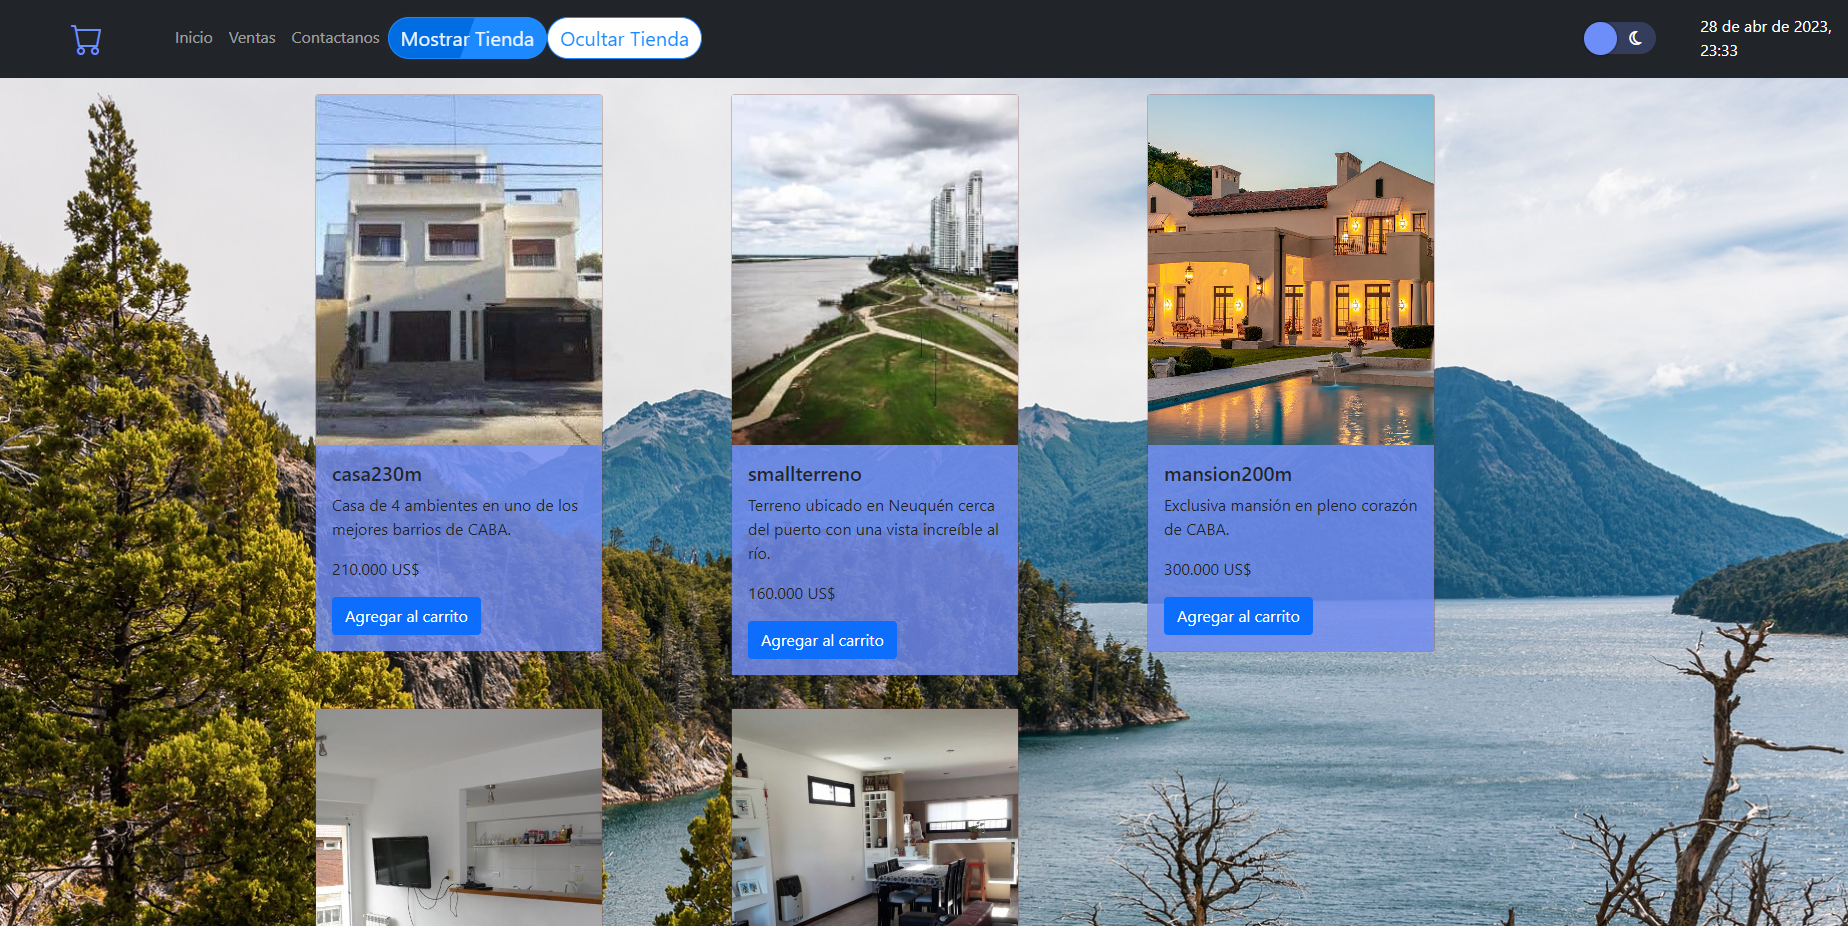 Inicio
Ventas
Contactanos
Mostrar Tienda
Ocultar Tienda
28 de abr de 2023,
23:33
casa230m
Casa de 4 ambientes en uno de los
mejores barrios de CABA.
210.000 US$
Agregar al carrito
smallterreno
Terreno ubicado en Neuquén cerca
del puerto con una vista increíble al
río.
160.000 US$
Agregar al carrito
mansion200m
Exclusiva mansión en pleno corazón
de CABA.
300.000 US$
Agregar al carrito